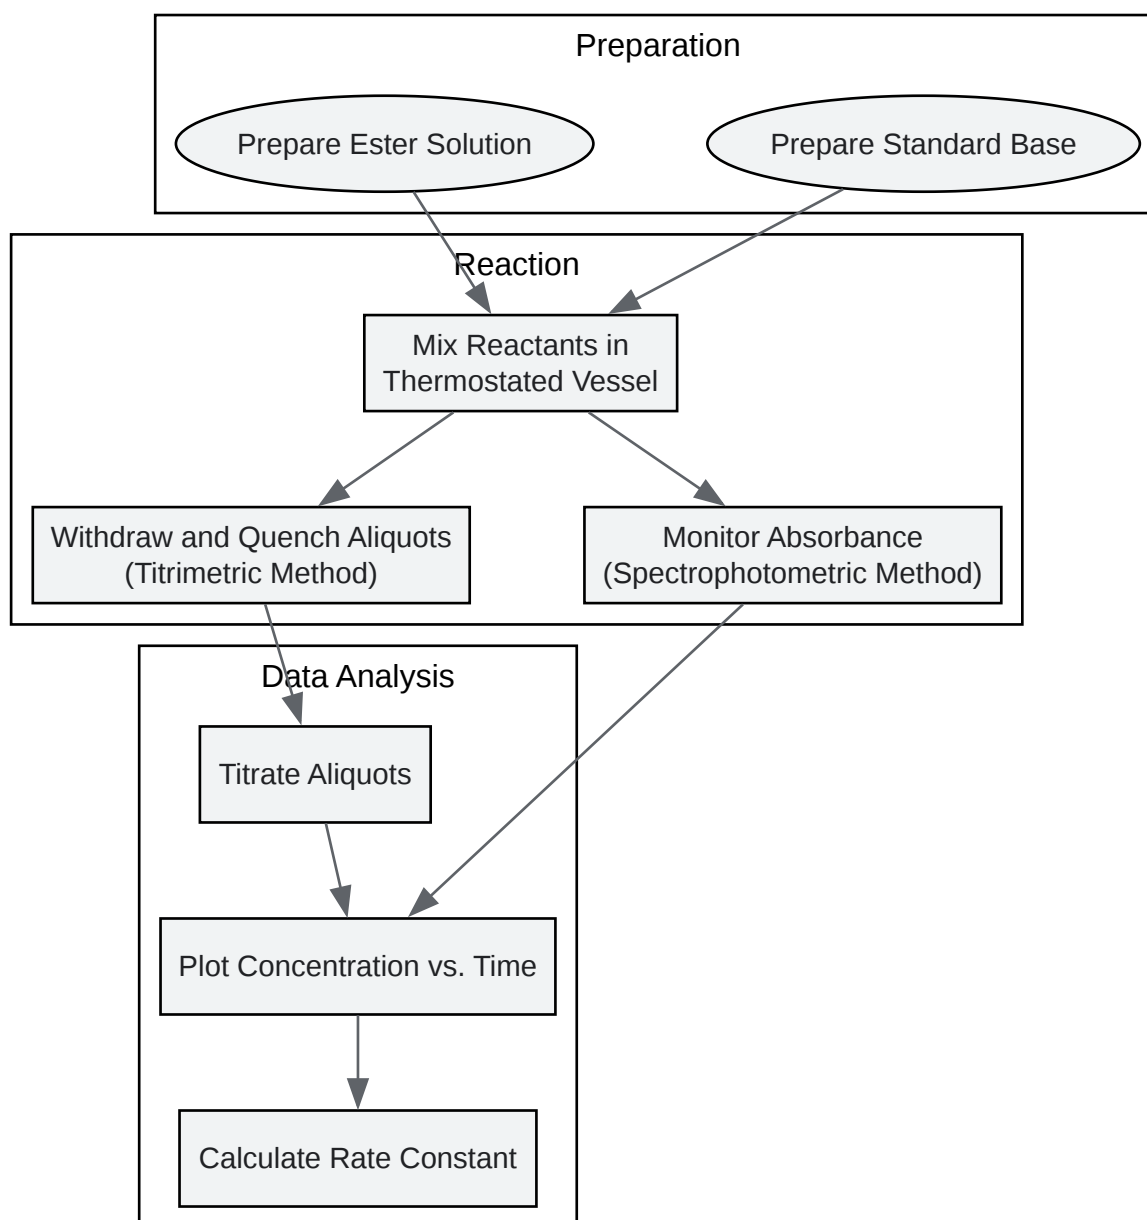 Preparation
Prepare Ester Solution
Prepare Standard Base
Reaction
Mix Reactants in
Thermostated Vessel
Withdraw and Quench Aliquots
(Titrimetric Method)
Monitor Absorbance
(Spectrophotometric Method)
Data Analysis
Titrate Aliquots
Plot Concentration vs. Time
Calculate Rate Constant